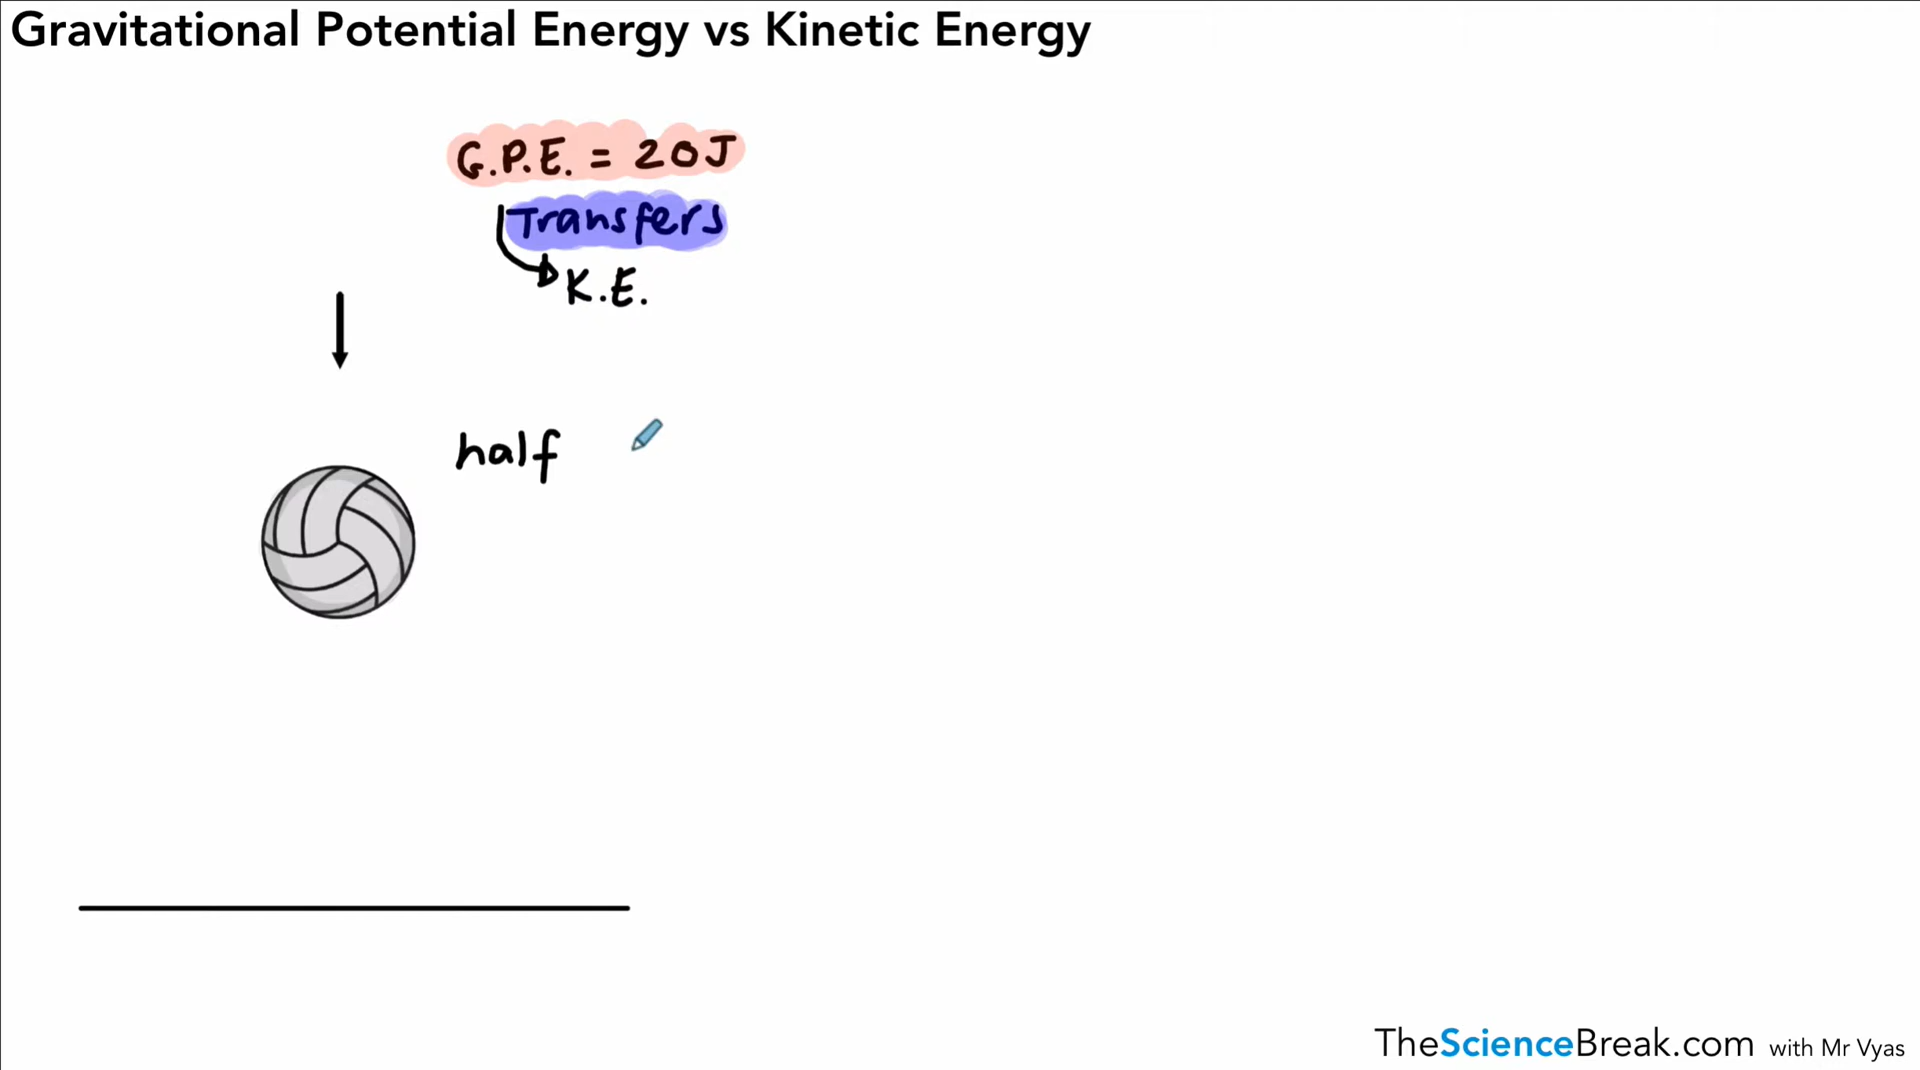 Gravitational Potential Energy vs Kinetic Energy
G.P.E. = 20J
Transfers
K.E.
half
TheScienceBreak.com with Mr Vyas